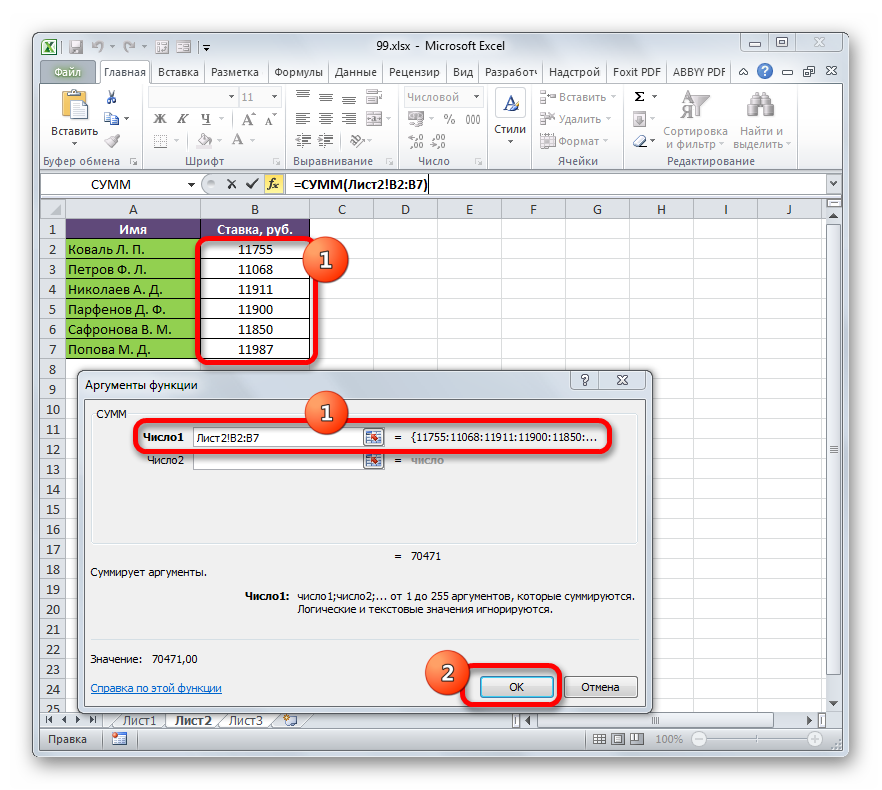 99.xlsx - Microsoft Excel
Файл Главная Вставка Разметка Формулы Данные Рецензир Вид Разработч Надстрой Foxit PDF ABBYY PDF
Вставить
Буфер обмена
11
Ж К Ч
Шрифт
Выравнивание
Числовой
% 000
Число
Стили
Вставить
Удалить
Формат
Ячейки
Σ
Сортировка и фильтр
Найти и выделить
Редактирование
СУММ fx =СУММ(Лист2!B2:B7)
A B C D E F G H I J
1 Имя Ставка, руб.
2 Коваль Л. П. 11755
3 Петров Ф. Л. 11068
4 Николаев А. Д. 11911
5 Парфенов Д. Ф. 11900
6 Сафронова В. М. 11850
7 Попова М. Д. 11987
1
8
9
10
11
12
13
14
15
16
17
18
19
20
21
22
23
24
25
Аргументы функции
СУММ
1
Число1 Лист2!B2:B7 = {11755:11068:11911:11900:11850:...
Число2 = число
= 70471
Суммирует аргументы.
Число1: число1;число2;... от 1 до 255 аргументов, которые суммируются.
Логические и текстовые значения игнорируются.
Значение: 70471,00
Справка по этой функции
2
ОК Отмена
Лист1 Лист2 Лист3
Правка 100%